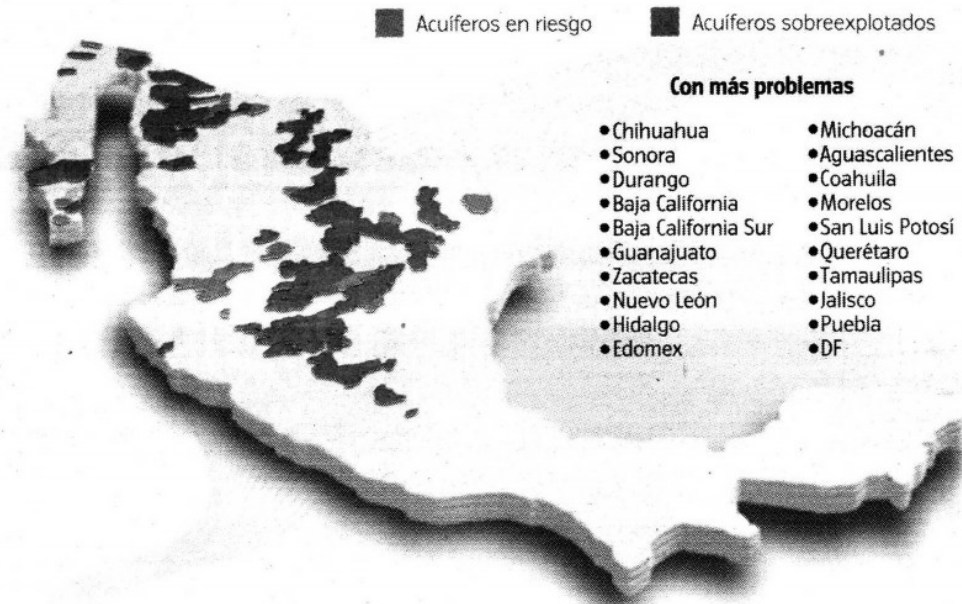 Acuíferos en riesgo
Acuíferos sobreexplotados
Con más problemas
•Chihuahua
•Sonora
•Durango
•Baja California
•Baja California Sur
•Guanajuato
•Zacatecas
•Nuevo León
•Hidalgo
•Edomex
•Michoacán
•Aguascalientes
•Coahuila
•Morelos
•San Luis Potosí
•Querétaro
•Tamaulipas
•Jalisco
•Puebla
•DF